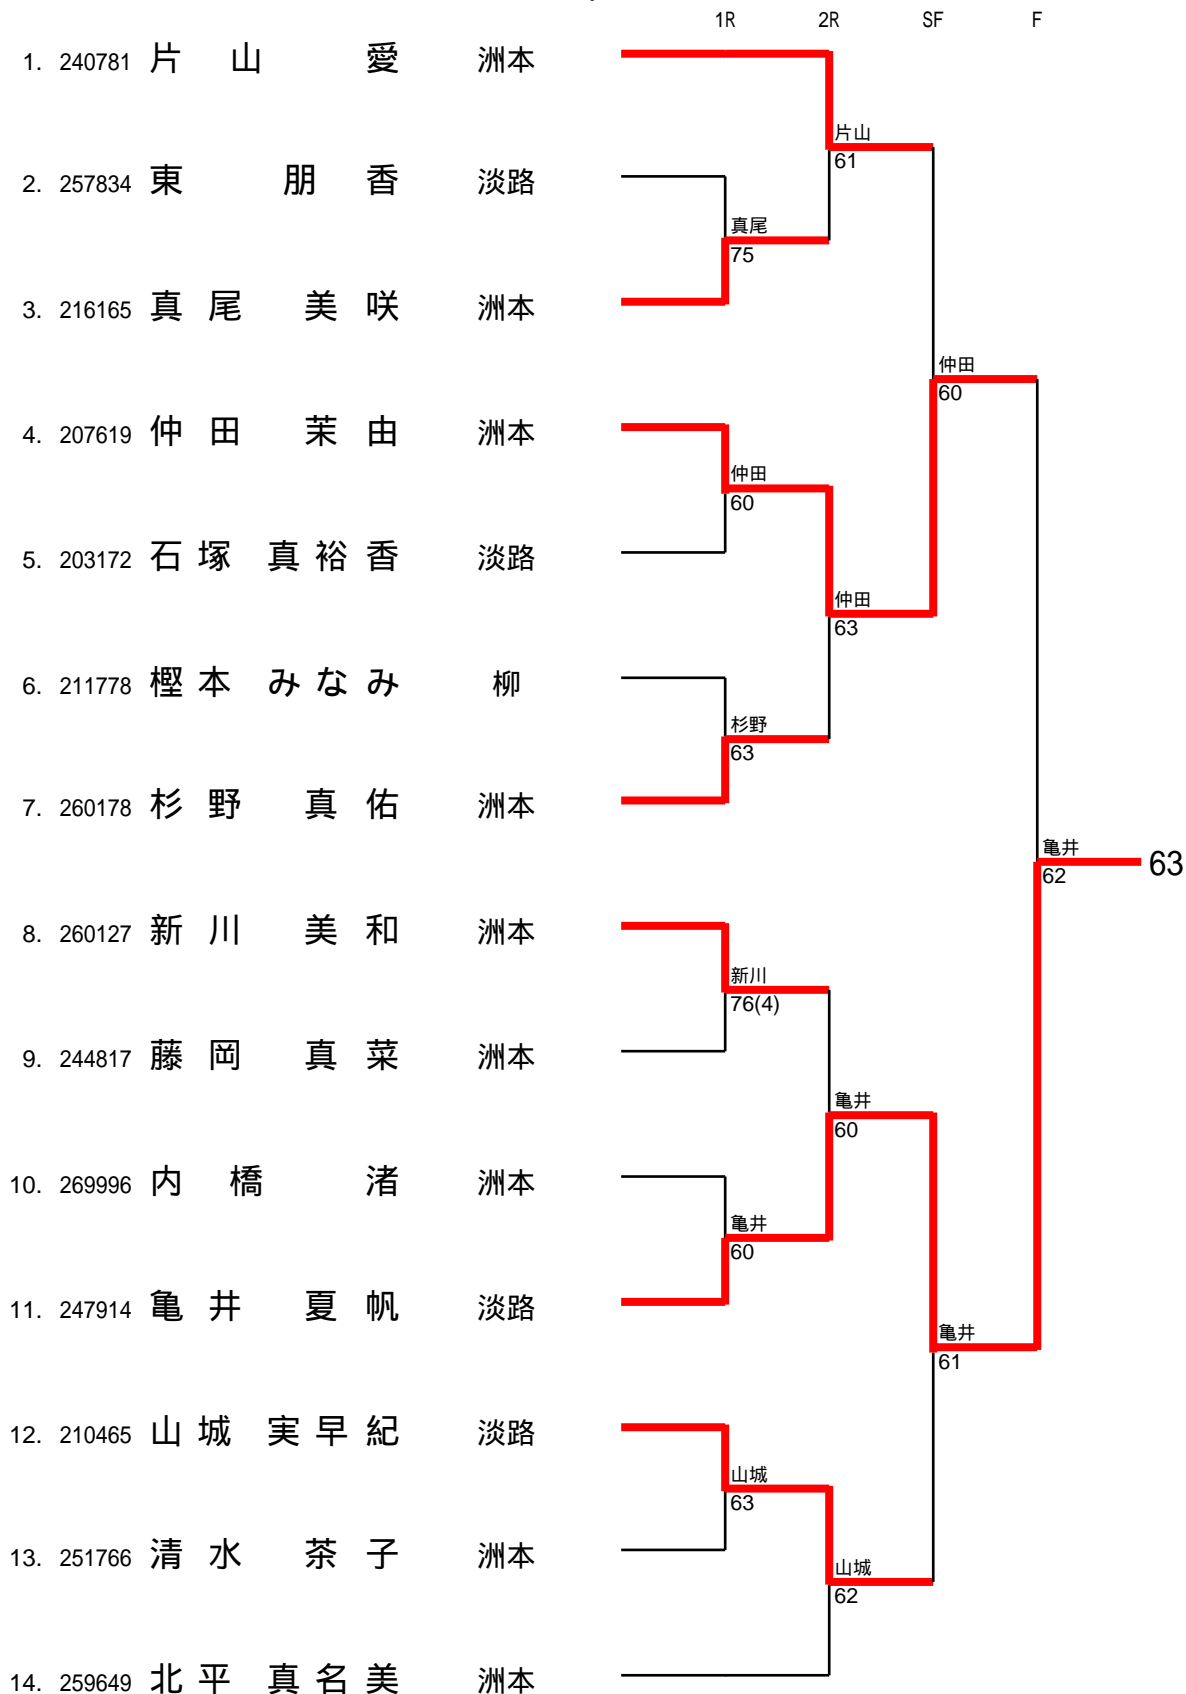 1R 2R SF F
1. 240781 片山 愛 洲本
片山
61
2. 257834 東 朋香 淡路
真尾
75
3. 216165 真尾 美咲 洲本
仲田
60
4. 207619 仲田 茉由 洲本
仲田
60
5. 203172 石塚 真裕香 淡路
仲田
63
6. 211778 樫本 みなみ 柳
杉野
63
7. 260178 杉野 真佑 洲本
亀井
62
63
8. 260127 新川 美和 洲本
新川
76(4)
9. 244817 藤岡 真菜 洲本
亀井
60
10. 269996 内橋 渚 洲本
亀井
60
11. 247914 亀井 夏帆 淡路
亀井
61
12. 210465 山城 実早紀 淡路
山城
63
13. 251766 清水 茶子 洲本
山城
62
14. 259649 北平 真名美 洲本